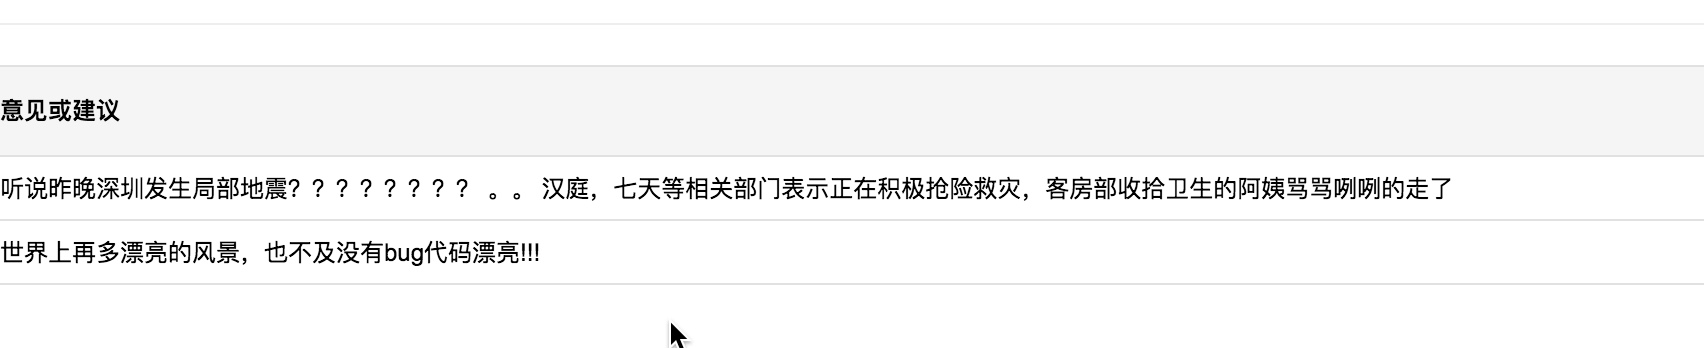 意见或建议
听说昨晚深圳发生局部地震？？？？？？？？ 。。 汉庭，七天等相关部门表示正在积极抢险救灾，客房部收拾卫生的阿姨骂骂咧咧的走了
世界上再多漂亮的风景，也不及没有bug代码漂亮!!!